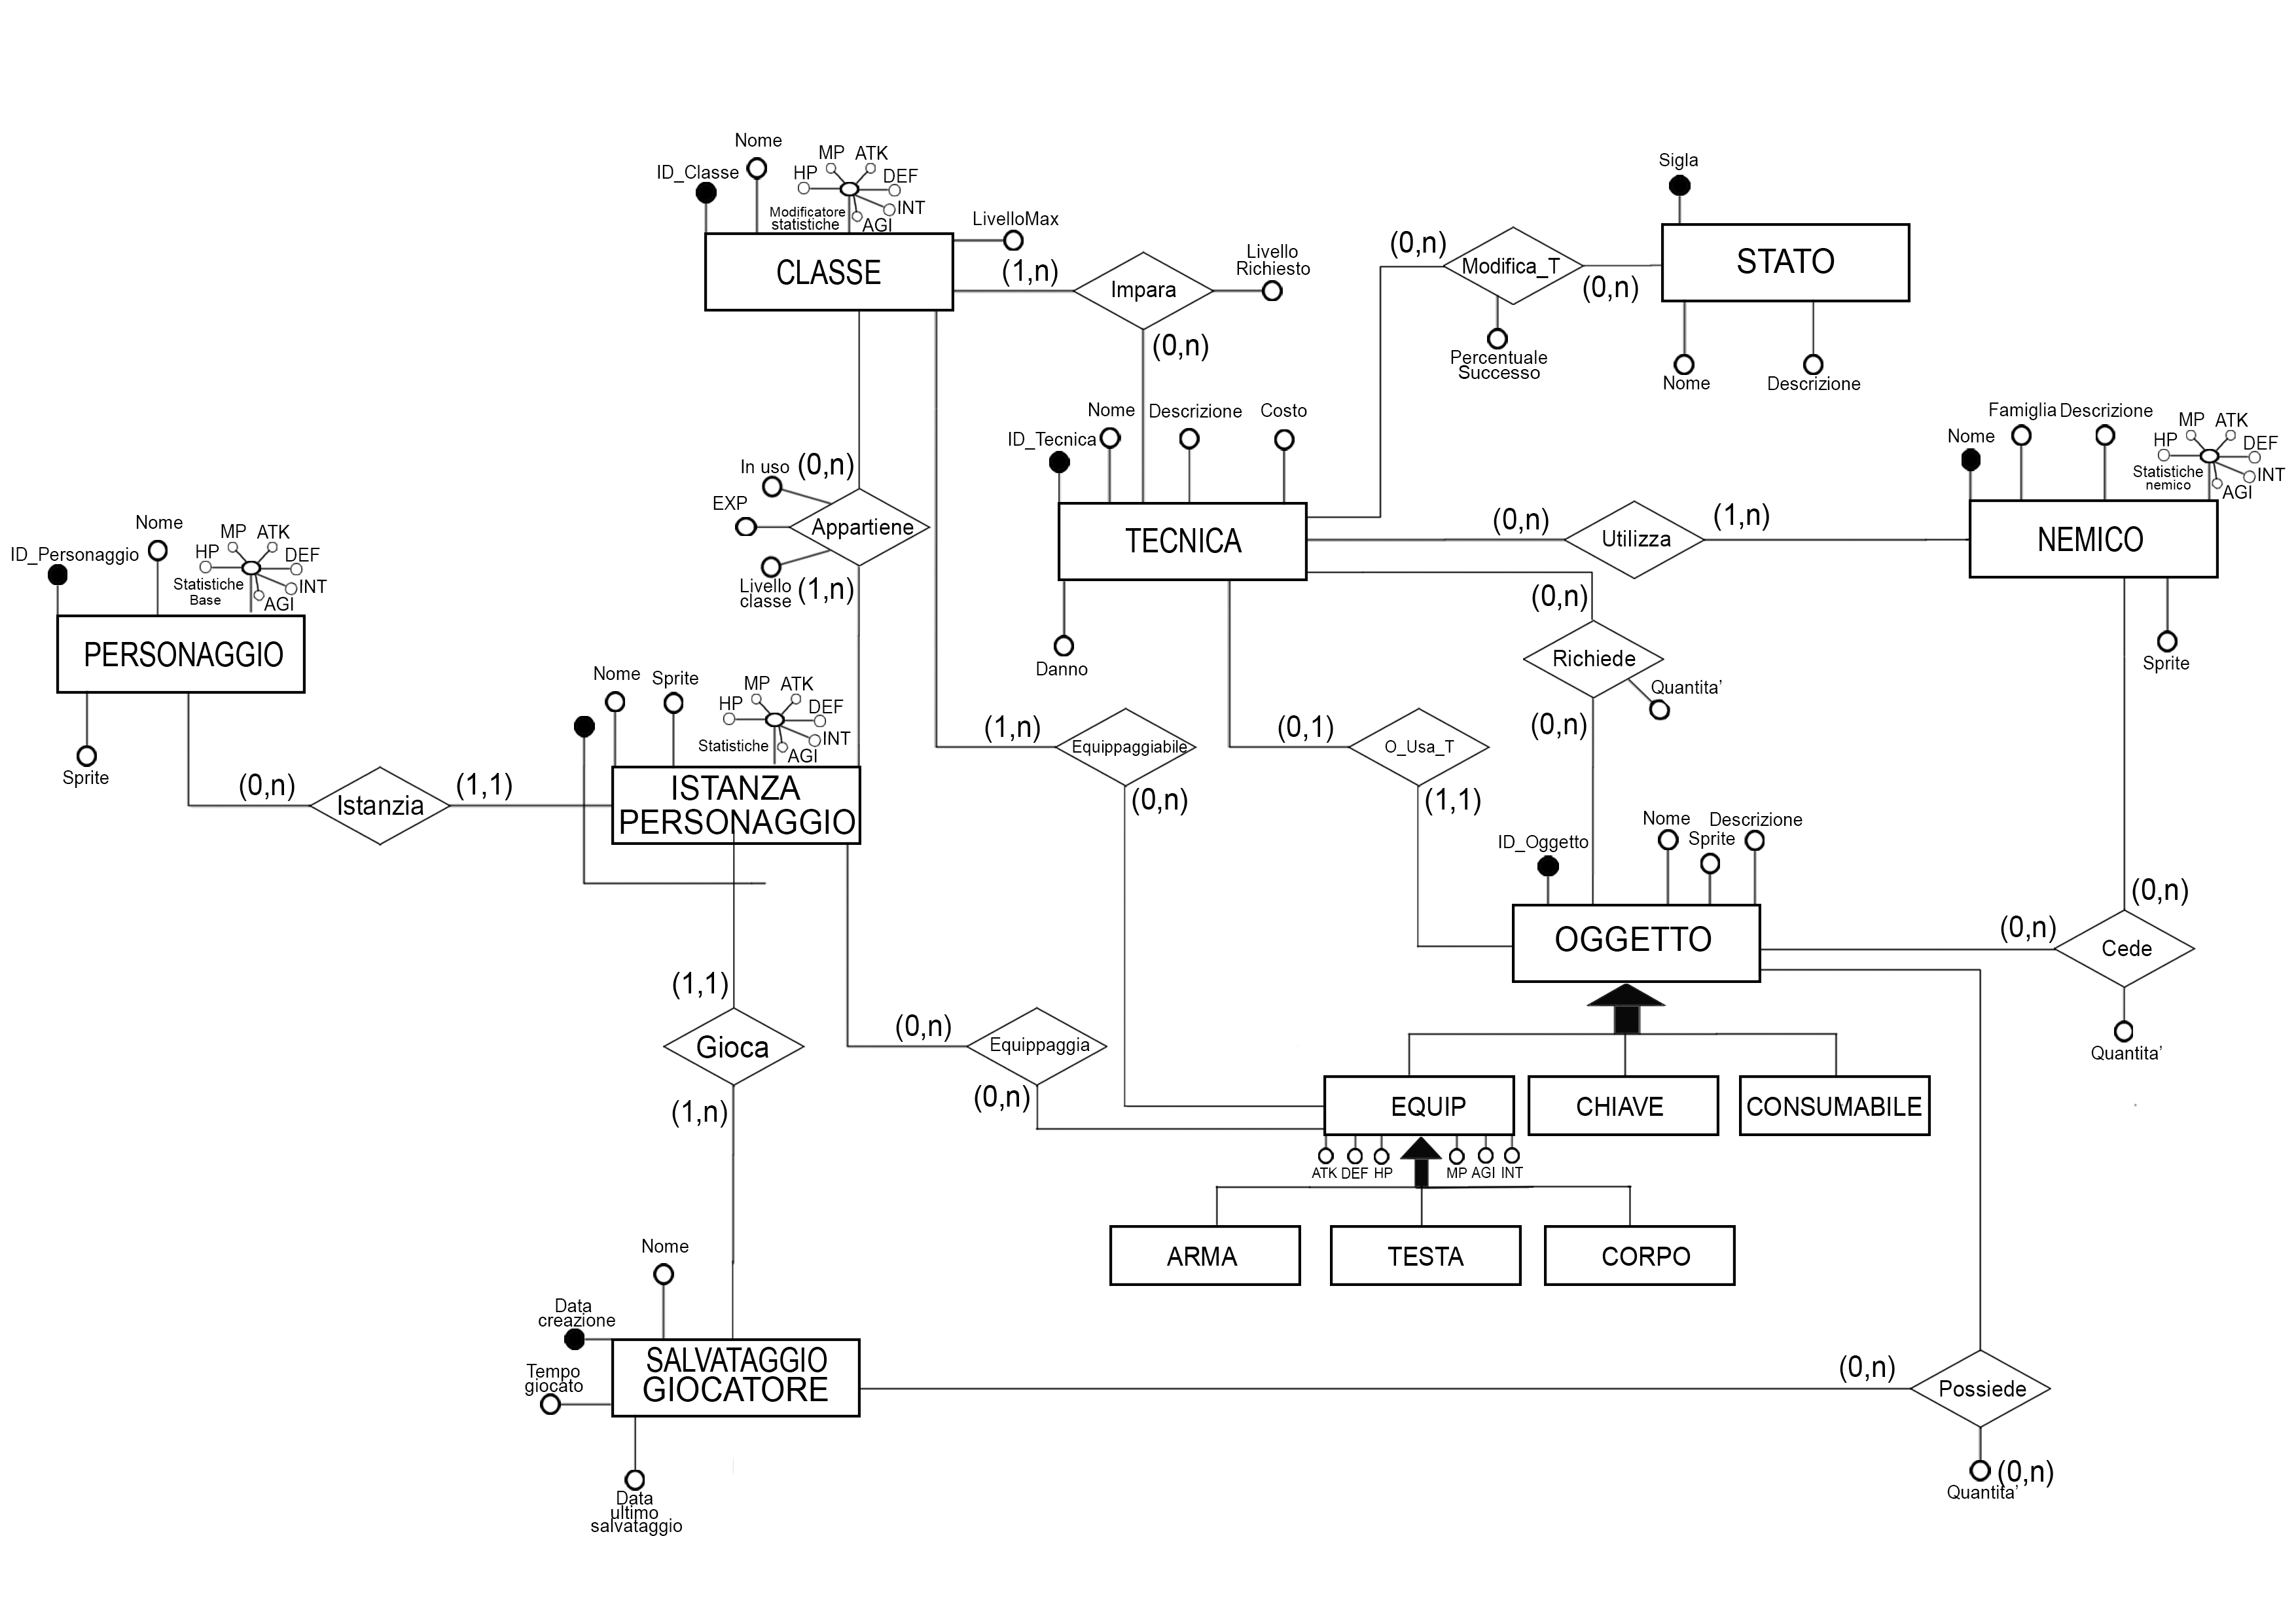 Nome
ID_Classe
HP
MP
ATK
DEF
INT
AGI
Modificatore
statistiche
LivelloMax
CLASSE
(1,n)
Impara
Livello
Richiesto
(0,n)
(0,n)
Modifica_T
(0,n)
Percentuale
Successo
Sigla
STATO
Nome
Descrizione
In uso
(0,n)
EXP
Appartiene
Livello
classe
(1,n)
ID_Tecnica
Nome
Descrizione
Costo
TECNICA
Danno
(0,n)
Utilizza
(1,n)
Nome
Famiglia
Descrizione
HP
MP
ATK
DEF
INT
AGI
Statistiche
nemico
NEMICO
Sprite
ID_Personaggio
Nome
HP
MP
ATK
DEF
INT
AGI
Statistiche
Base
PERSONAGGIO
Sprite
(0,n)
Istanzia
(1,1)
Nome
Sprite
HP
MP
ATK
DEF
INT
AGI
Statistiche
ISTANZA
PERSONAGGIO
(1,n)
Equippaggiabile
(0,n)
(0,1)
O_Usa_T
(1,1)
(0,n)
Richiede
Quantita'
(0,n)
ID_Oggetto
Nome
Sprite
Descrizione
OGGETTO
(0,n)
(0,n)
Cede
Quantita'
(1,1)
Gioca
(1,n)
(0,n)
Equippaggia
(0,n)
EQUIP
CHIAVE
CONSUMABILE
ATK
DEF
HP
MP
AGI
INT
ARMA
TESTA
CORPO
Nome
Data
creazione
Tempo
giocato
SALVATAGGIO
GIOCATORE
Data
ultimo
salvataggio
(0,n)
Possiede
(0,n)
Quantita'